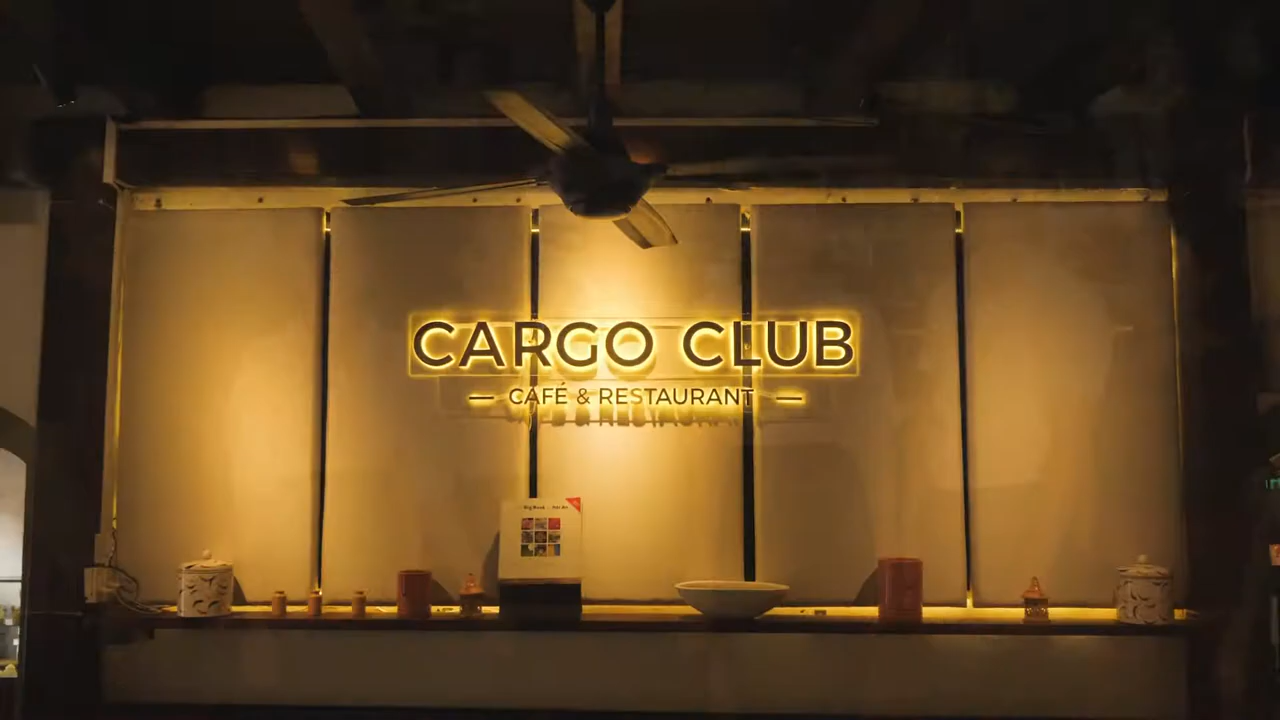 CARGO CLUB
— CAFÉ & RESTAURANT —